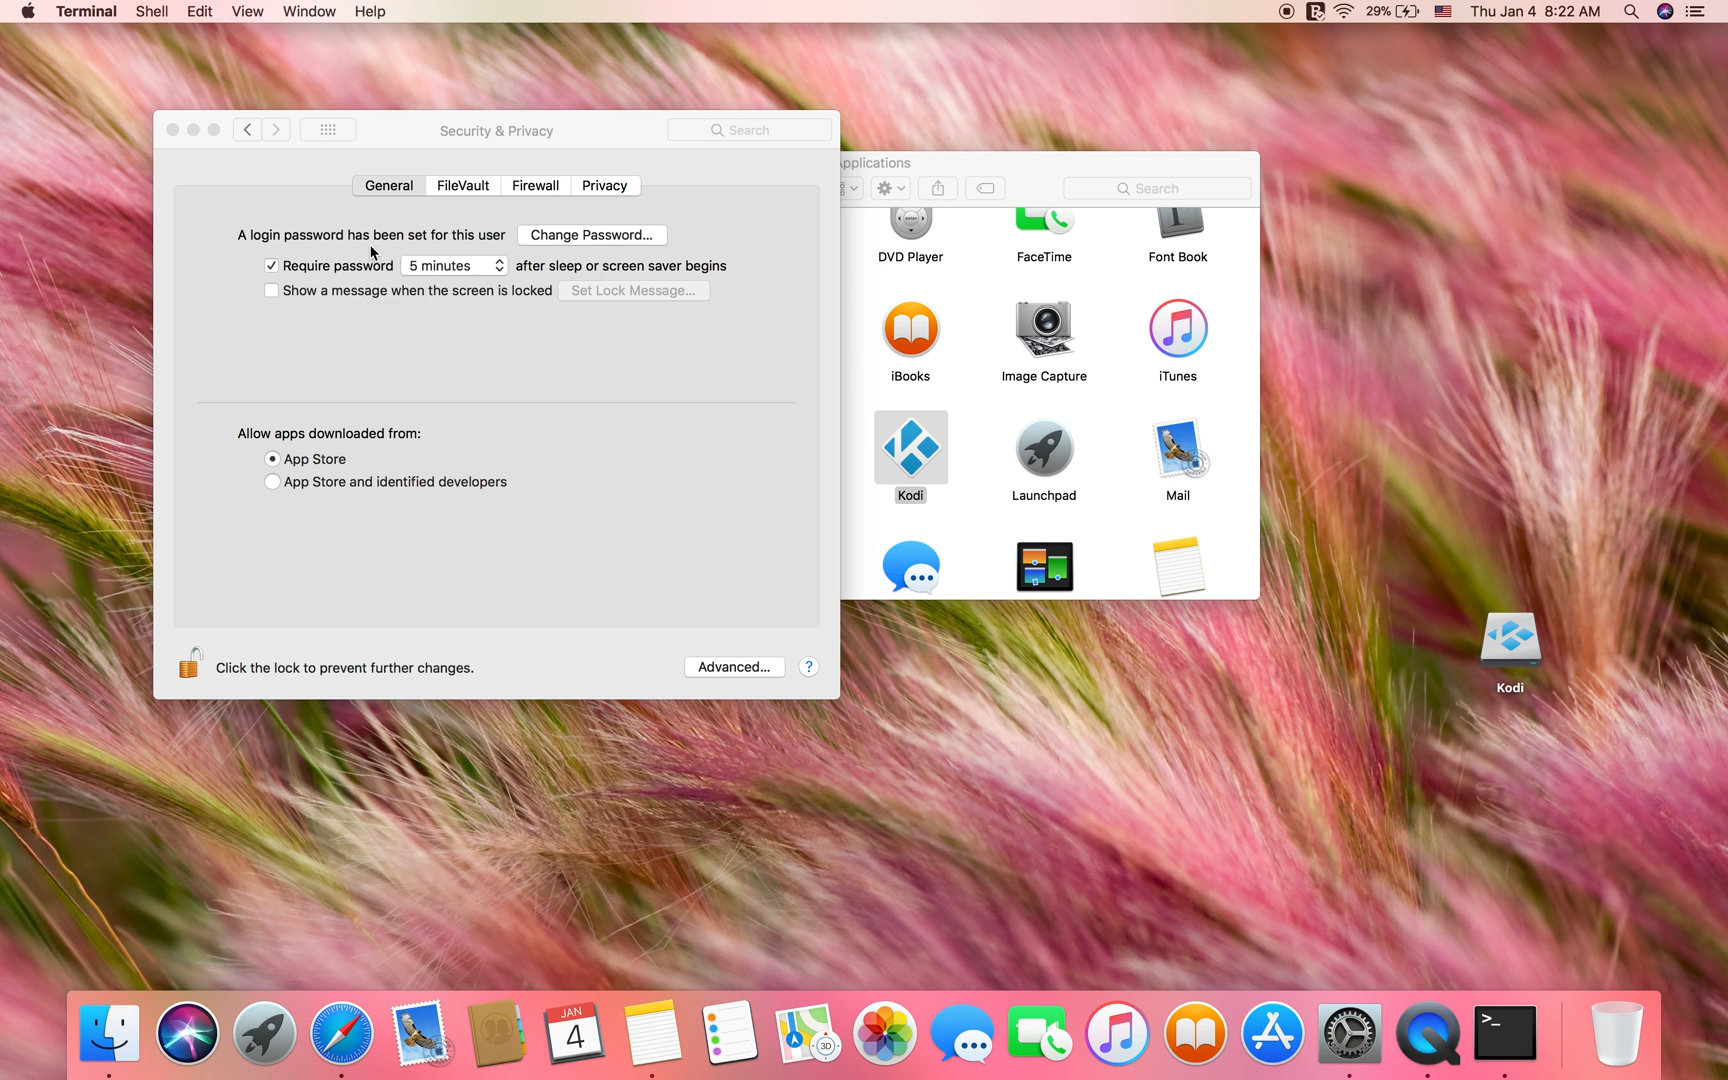 Terminal Shell Edit View Window Help
29% Thu Jan 4 8:22 AM
Security & Privacy
Search
General FileVault Firewall Privacy
A login password has been set for this user Change Password...
Require password 5 minutes after sleep or screen saver begins
Show a message when the screen is locked Set Lock Message...
Allow apps downloaded from:
App Store
App Store and identified developers
Click the lock to prevent further changes.
Advanced... ?
Applications
Search
DVD Player FaceTime Font Book
iBooks Image Capture iTunes
Kodi Launchpad Mail
Kodi
JAN
4
3D
>_